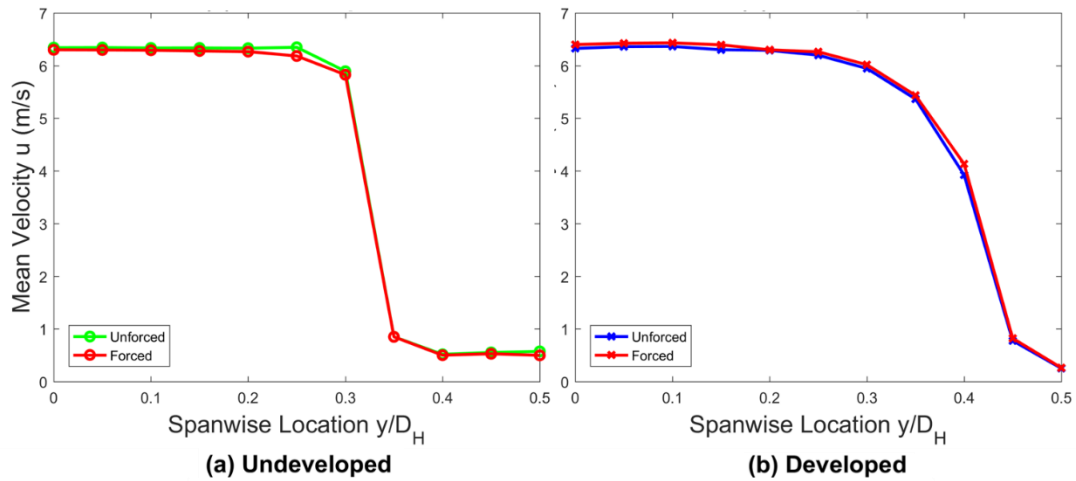 7
6
5
4
3
2
1
0
Mean Velocity u (m/s)
Unforced
Forced
0 0.1 0.2 0.3 0.4 0.5
Spanwise Location y/D_H
(a) Undeveloped
7
6
5
4
3
2
1
0
Unforced
Forced
0 0.1 0.2 0.3 0.4 0.5
Spanwise Location y/D_H
(b) Developed